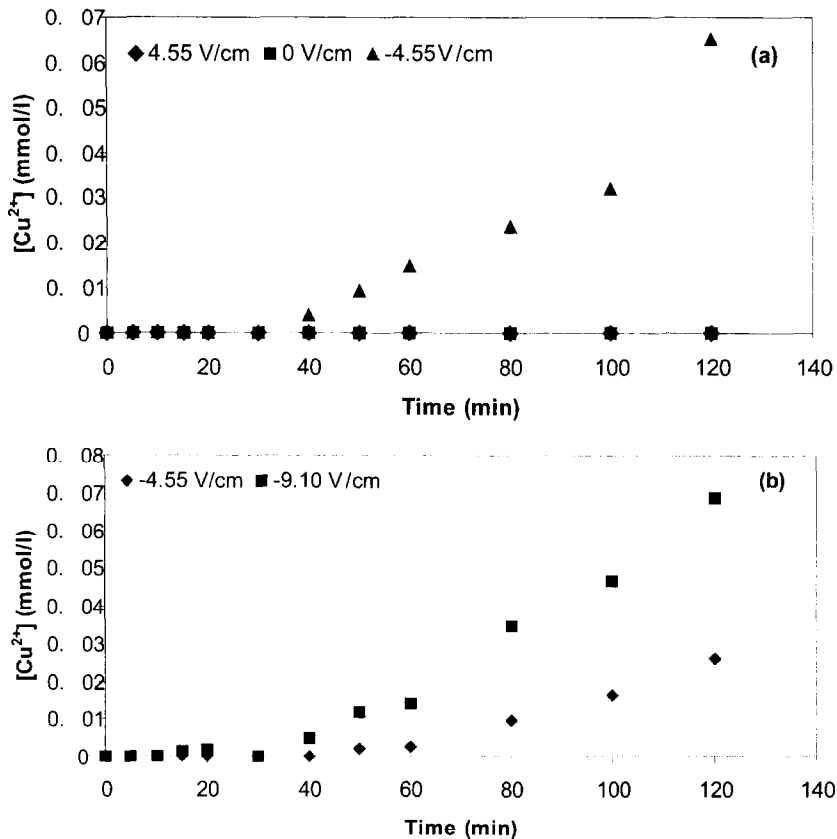 0. 07
0. 06
0. 05
0. 04
0. 03
0. 02
0. 01
0
[Cu2+] (mmol/l)
4.55 V/cm 0 V/cm -4.55V/cm
(a)
0 20 40 60 80 100 120 140
Time (min)
0. 08
0. 07
0. 06
0. 05
0. 04
0. 03
0. 02
0. 01
0
[Cu2+] (mmol/l)
-4.55 V/cm -9.10 V/cm
(b)
0 20 40 60 80 100 120 140
Time (min)